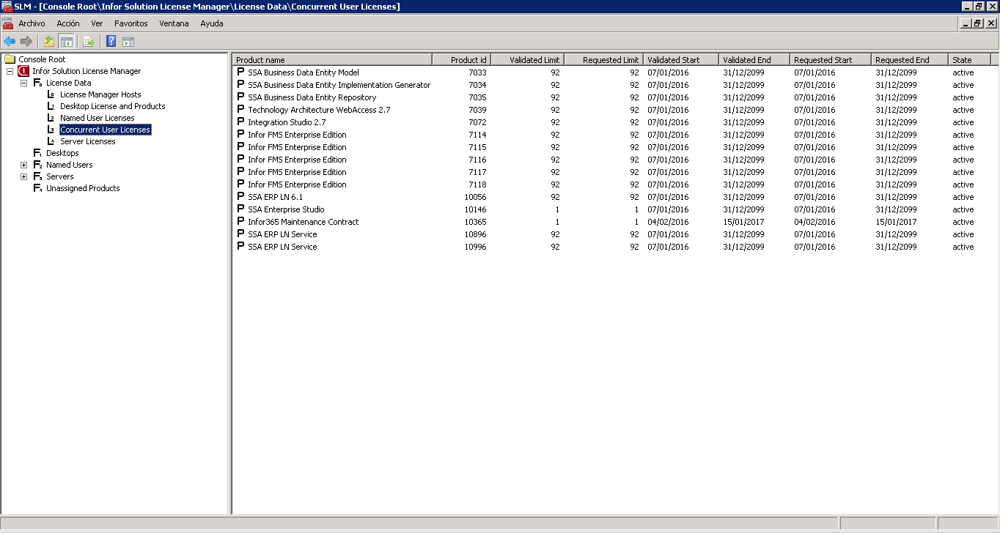 SLM - [Console Root\Infor Solution License Manager\License Data\Concurrent User Licenses]
Archivo Acción Ver Favoritos Ventana Ayuda
Console Root
Infor Solution License Manager
License Data
License Manager Hosts
Desktop License and Products
Named User Licenses
Concurrent User Licenses
Server Licenses
Desktops
Named Users
Servers
Unassigned Products
Product name Product id Validated Limit Requested Limit Validated Start Validated End Requested Start Requested End State
SSA Business Data Entity Model 7033 92 92 07/01/2016 31/12/2099 07/01/2016 31/12/2099 active
SSA Business Data Entity Implementation Generator 7034 92 92 07/01/2016 31/12/2099 07/01/2016 31/12/2099 active
SSA Business Data Entity Repository 7035 92 92 07/01/2016 31/12/2099 07/01/2016 31/12/2099 active
Technology Architecture WebAccess 2.7 7039 92 92 07/01/2016 31/12/2099 07/01/2016 31/12/2099 active
Integration Studio 2.7 7072 92 92 07/01/2016 31/12/2099 07/01/2016 31/12/2099 active
Infor FMS Enterprise Edition 7114 92 92 07/01/2016 31/12/2099 07/01/2016 31/12/2099 active
Infor FMS Enterprise Edition 7115 92 92 07/01/2016 31/12/2099 07/01/2016 31/12/2099 active
Infor FMS Enterprise Edition 7116 92 92 07/01/2016 31/12/2099 07/01/2016 31/12/2099 active
Infor FMS Enterprise Edition 7117 92 92 07/01/2016 31/12/2099 07/01/2016 31/12/2099 active
Infor FMS Enterprise Edition 7118 92 92 07/01/2016 31/12/2099 07/01/2016 31/12/2099 active
SSA ERP LN 6.1 10056 92 92 07/01/2016 31/12/2099 07/01/2016 31/12/2099 active
SSA Enterprise Studio 10146 1 1 07/01/2016 31/12/2099 07/01/2016 31/12/2099 active
Infor365 Maintenance Contract 10365 1 1 04/02/2016 15/01/2017 04/02/2016 15/01/2017 active
SSA ERP LN Service 10896 92 92 07/01/2016 31/12/2099 07/01/2016 31/12/2099 active
SSA ERP LN Service 10996 92 92 07/01/2016 31/12/2099 07/01/2016 31/12/2099 active